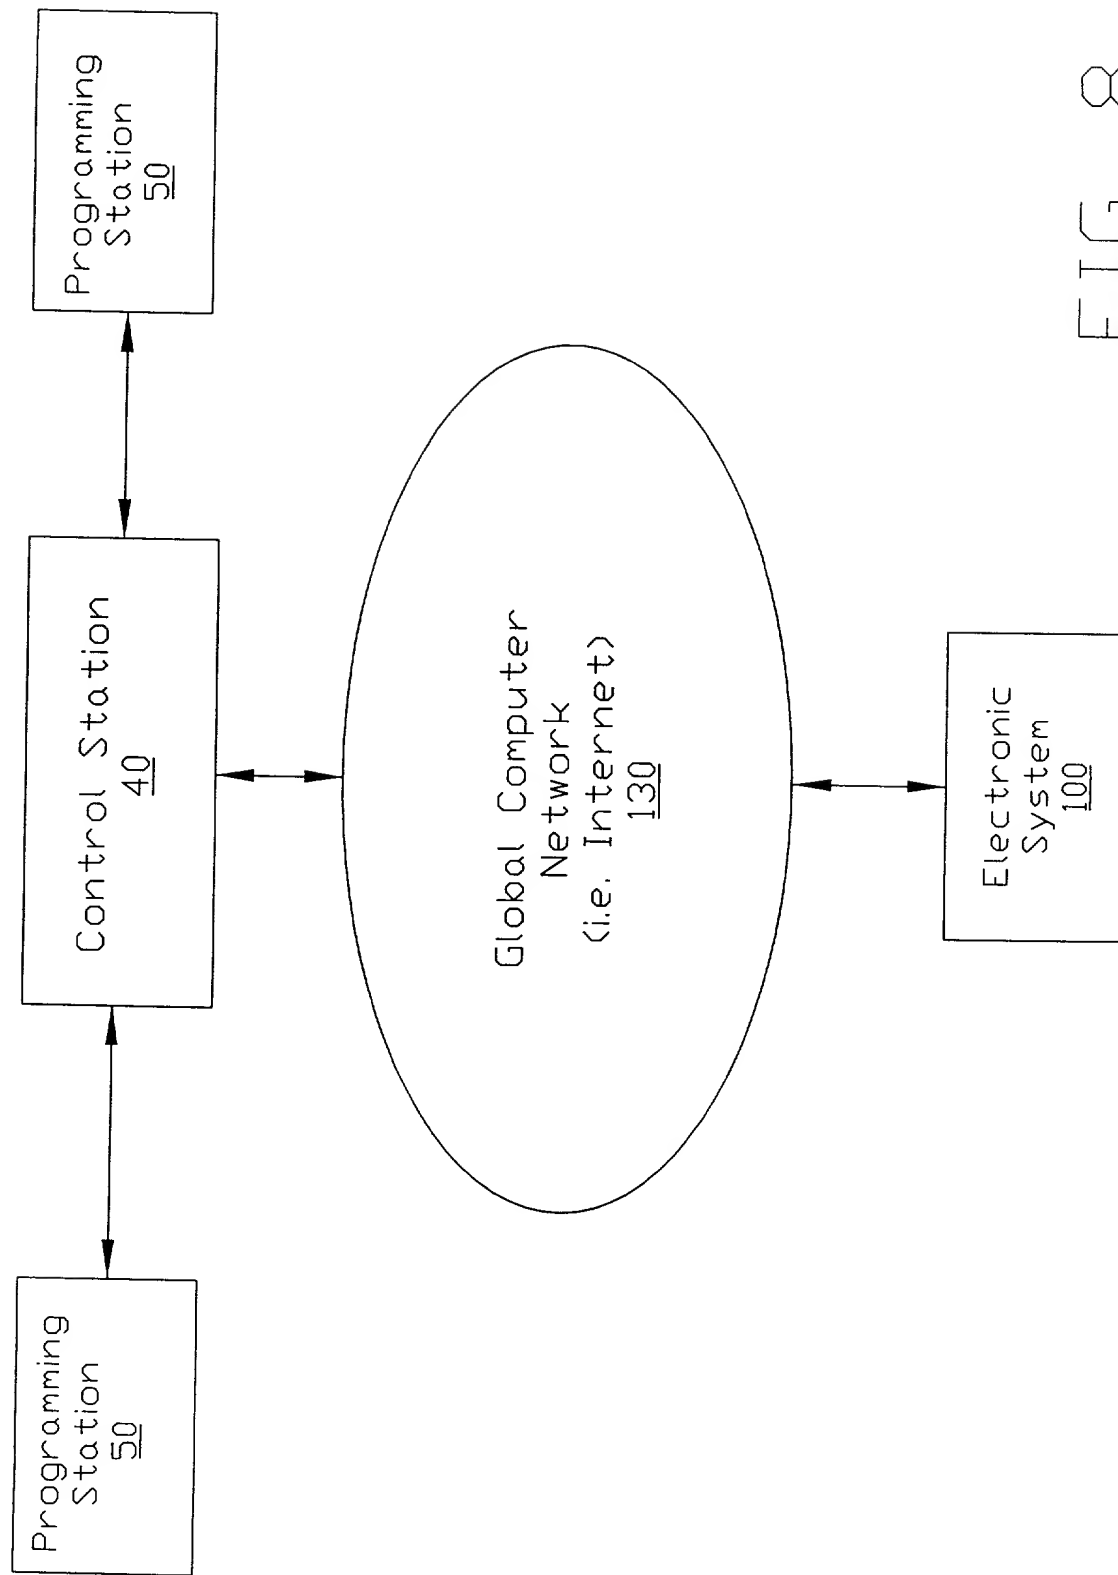 Programming
Station
50
Control Station
40
Programming
Station
50
Global Computer
Network
(i.e. Internet)
130
Electronic
System
100
FIG 8